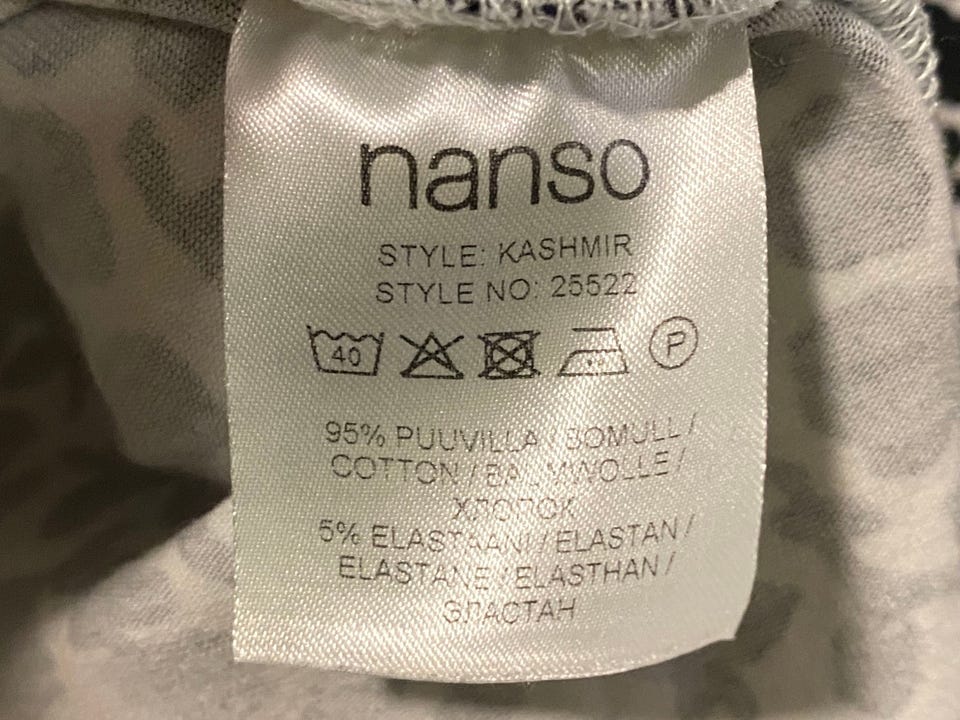 nanso
STYLE: KASHMIR
STYLE NO: 25522
40 P
95% PUUVILLA / BOMULL /
COTTON / BAUMWOLLE /
ХЛОПОК
5% ELASTAANI / ELASTAN /
ELASTANE / ELASTHAN /
ЭЛАСТАН